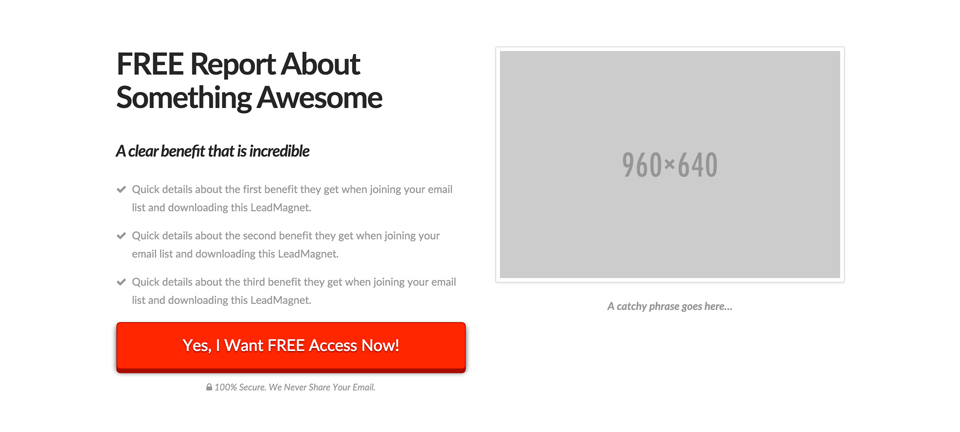 FREE Report About
Something Awesome
A clear benefit that is incredible
Quick details about the first benefit they get when joining your email
list and downloading this LeadMagnet.
Quick details about the second benefit they get when joining your
email list and downloading this LeadMagnet.
Quick details about the third benefit they get when joining your email
list and downloading this LeadMagnet.
Yes, I Want FREE Access Now!
100% Secure. We Never Share Your Email.
960×640
A catchy phrase goes here...